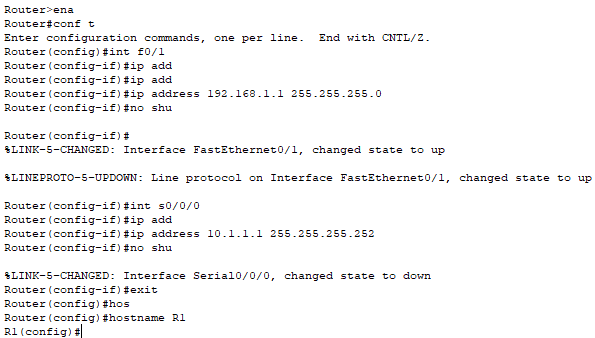 Router>ena
Router#conf t
Enter configuration commands, one per line.  End with CNTL/Z.
Router(config)#int f0/1
Router(config-if)#ip add
Router(config-if)#ip add
Router(config-if)#ip address 192.168.1.1 255.255.255.0
Router(config-if)#no shu
Router(config-if)#
%LINK-5-CHANGED: Interface FastEthernet0/1, changed state to up
%LINEPROTO-5-UPDOWN: Line protocol on Interface FastEthernet0/1, changed state to up
Router(config-if)#int s0/0/0
Router(config-if)#ip add
Router(config-if)#ip address 10.1.1.1 255.255.255.252
Router(config-if)#no shu
%LINK-5-CHANGED: Interface Serial0/0/0, changed state to down
Router(config-if)#exit
Router(config)#hos
Router(config)#hostname R1
R1(config)#